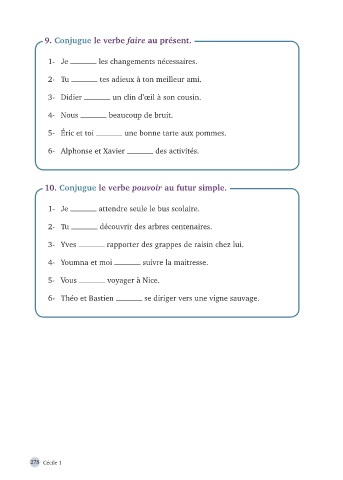 9. Conjugue le verbe faire au présent.
1- Je ______ les changements nécessaires.
2- Tu ______ tes adieux à ton meilleur ami.
3- Didier ______ un clin d'œil à son cousin.
4- Nous ______ beaucoup de bruit.
5- Éric et toi ______ une bonne tarte aux pommes.
6- Alphonse et Xavier ______ des activités.
10. Conjugue le verbe pouvoir au futur simple.
1- Je ______ attendre seule le bus scolaire.
2- Tu ______ découvrir des arbres centenaires.
3- Yves ______ rapporter des grappes de raisin chez lui.
4- Youmna et moi ______ suivre la maitresse.
5- Vous ______ voyager à Nice.
6- Théo et Bastien ______ se diriger vers une vigne sauvage.
278 Cécile 1